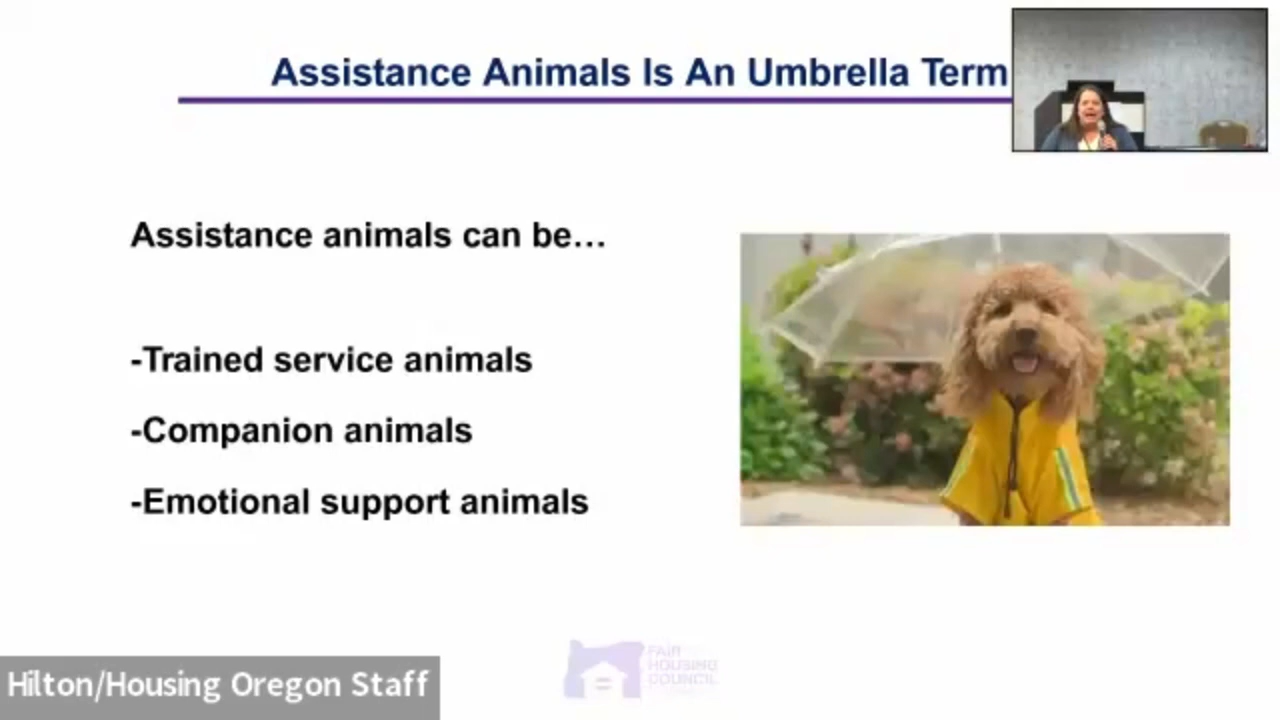 Assistance Animals Is An Umbrella Term
Assistance animals can be…
-Trained service animals
-Companion animals
-Emotional support animals
FAIR
HOUSING
COUNCIL
Hilton/Housing Oregon Staff